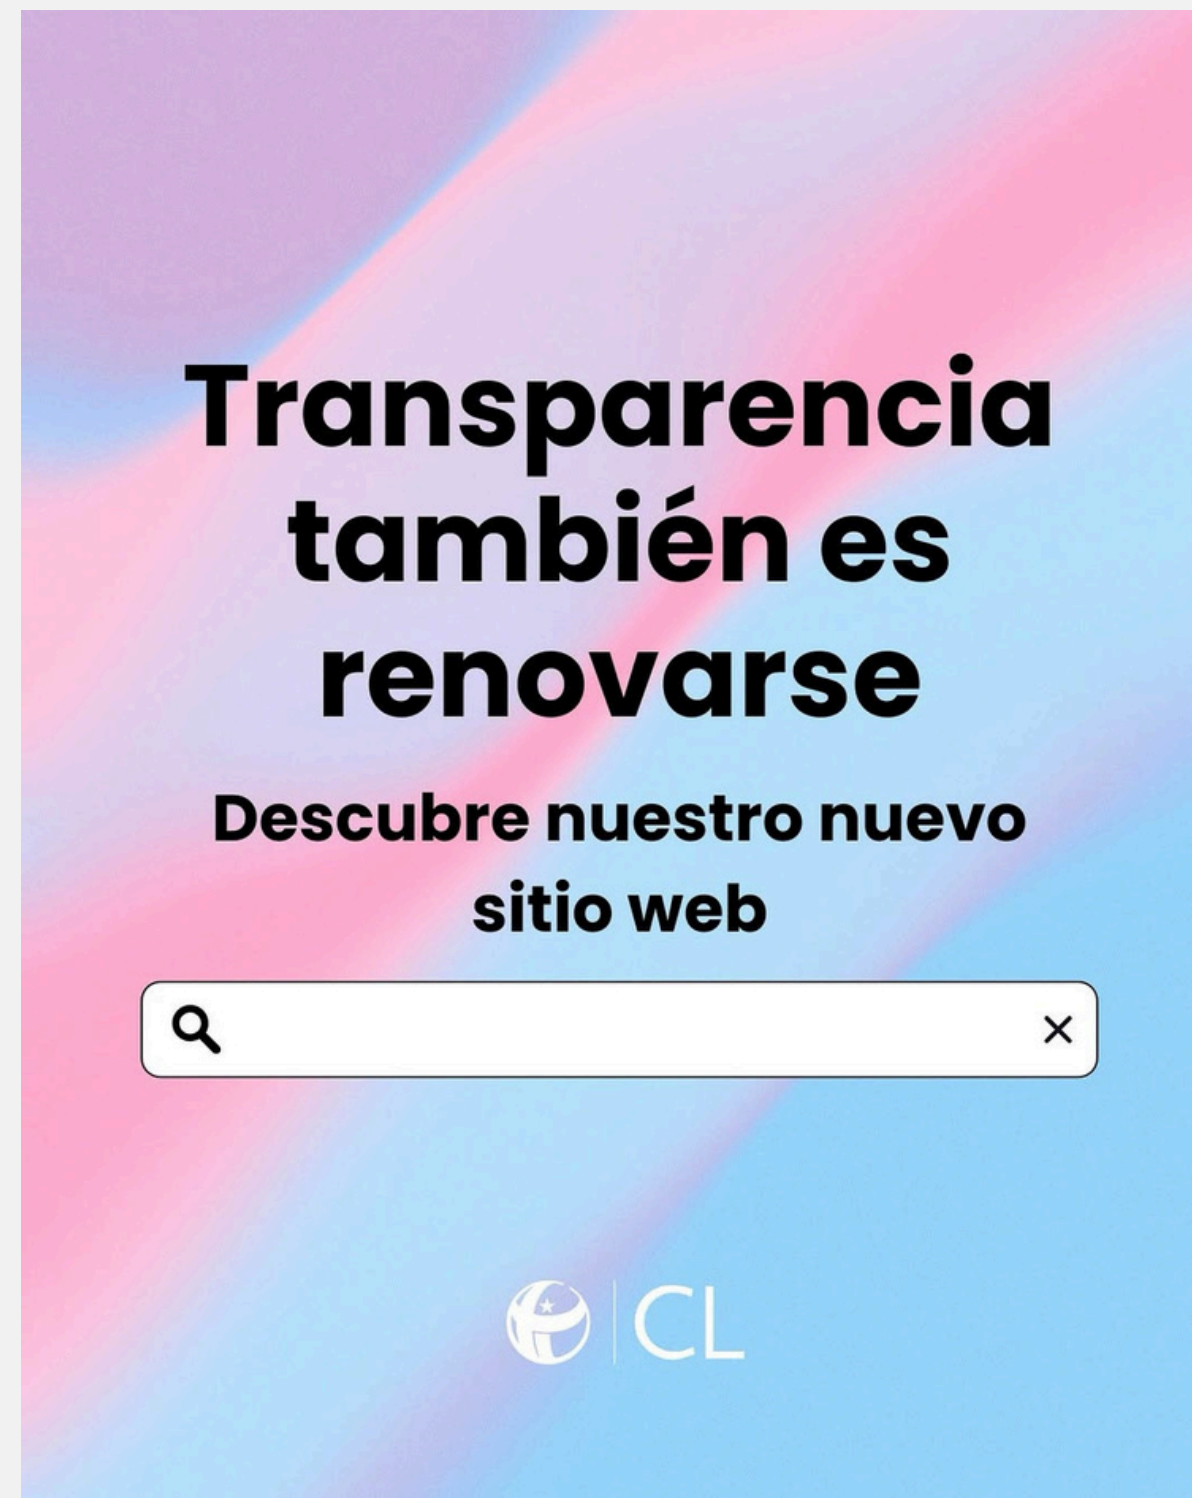 Transparencia
también es
renovarse
Descubre nuestro nuevo
sitio web
CL